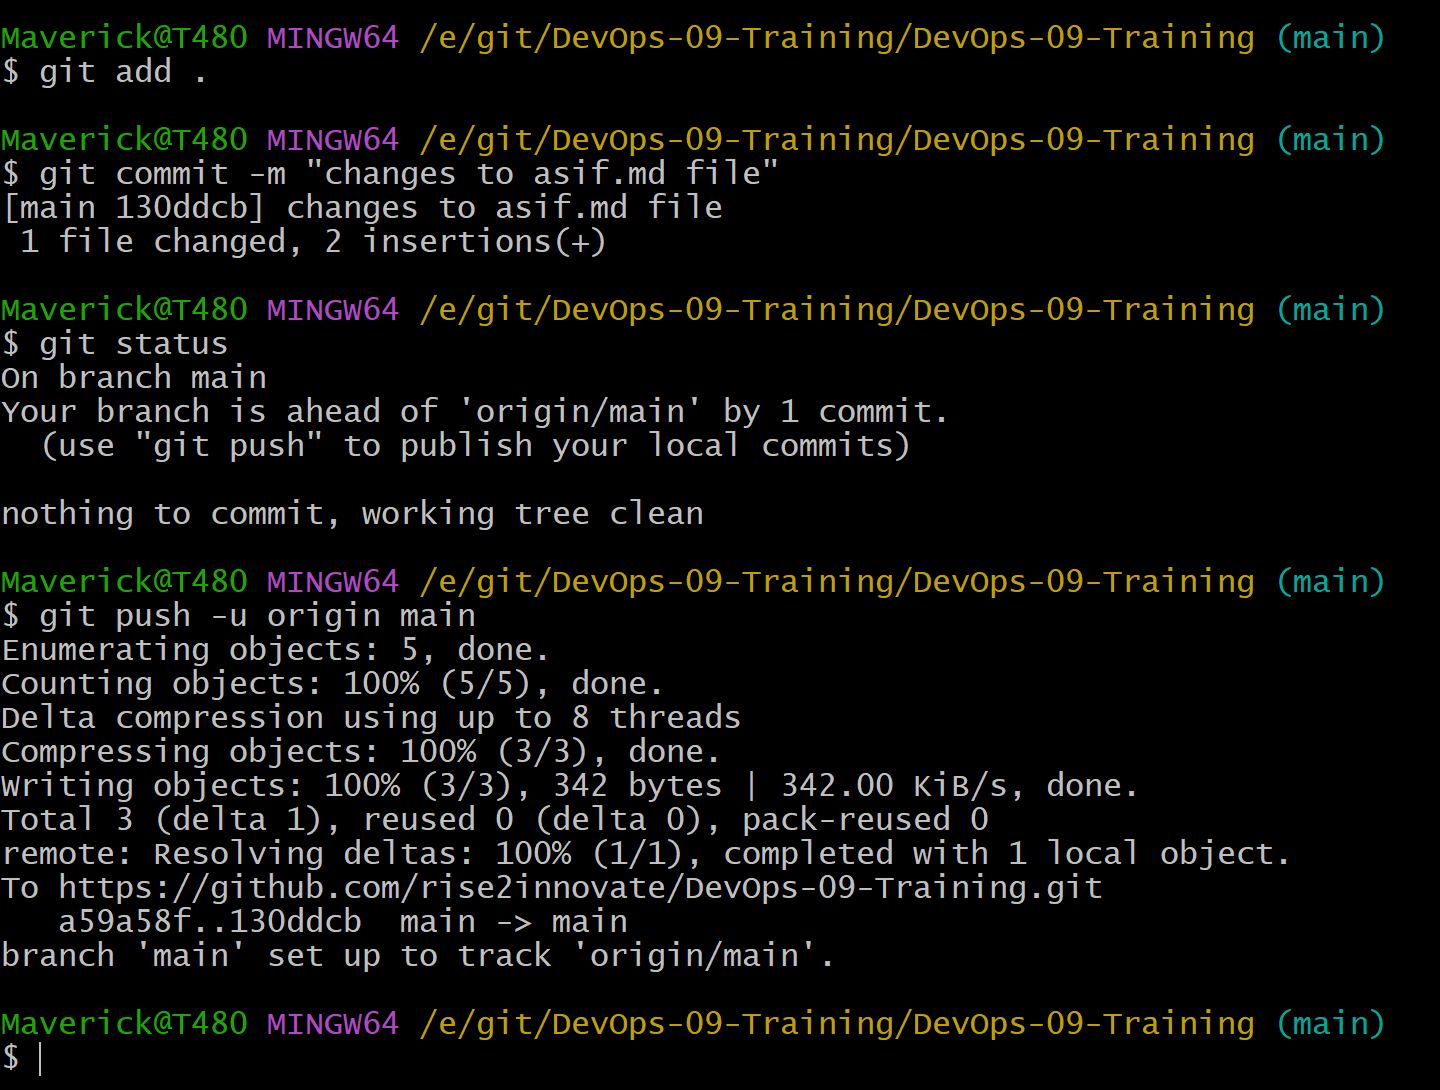 Maverick@T480 MINGW64 /e/git/DevOps-09-Training/DevOps-09-Training (main)
$ git add .
Maverick@T480 MINGW64 /e/git/DevOps-09-Training/DevOps-09-Training (main)
$ git commit -m "changes to asif.md file"
[main 130ddcb] changes to asif.md file
 1 file changed, 2 insertions(+)
Maverick@T480 MINGW64 /e/git/DevOps-09-Training/DevOps-09-Training (main)
$ git status
On branch main
Your branch is ahead of 'origin/main' by 1 commit.
  (use "git push" to publish your local commits)
nothing to commit, working tree clean
Maverick@T480 MINGW64 /e/git/DevOps-09-Training/DevOps-09-Training (main)
$ git push -u origin main
Enumerating objects: 5, done.
Counting objects: 100% (5/5), done.
Delta compression using up to 8 threads
Compressing objects: 100% (3/3), done.
Writing objects: 100% (3/3), 342 bytes | 342.00 KiB/s, done.
Total 3 (delta 1), reused 0 (delta 0), pack-reused 0
remote: Resolving deltas: 100% (1/1), completed with 1 local object.
To https://github.com/rise2innovate/DevOps-09-Training.git
   a59a58f..130ddcb  main -> main
branch 'main' set up to track 'origin/main'.
Maverick@T480 MINGW64 /e/git/DevOps-09-Training/DevOps-09-Training (main)
$